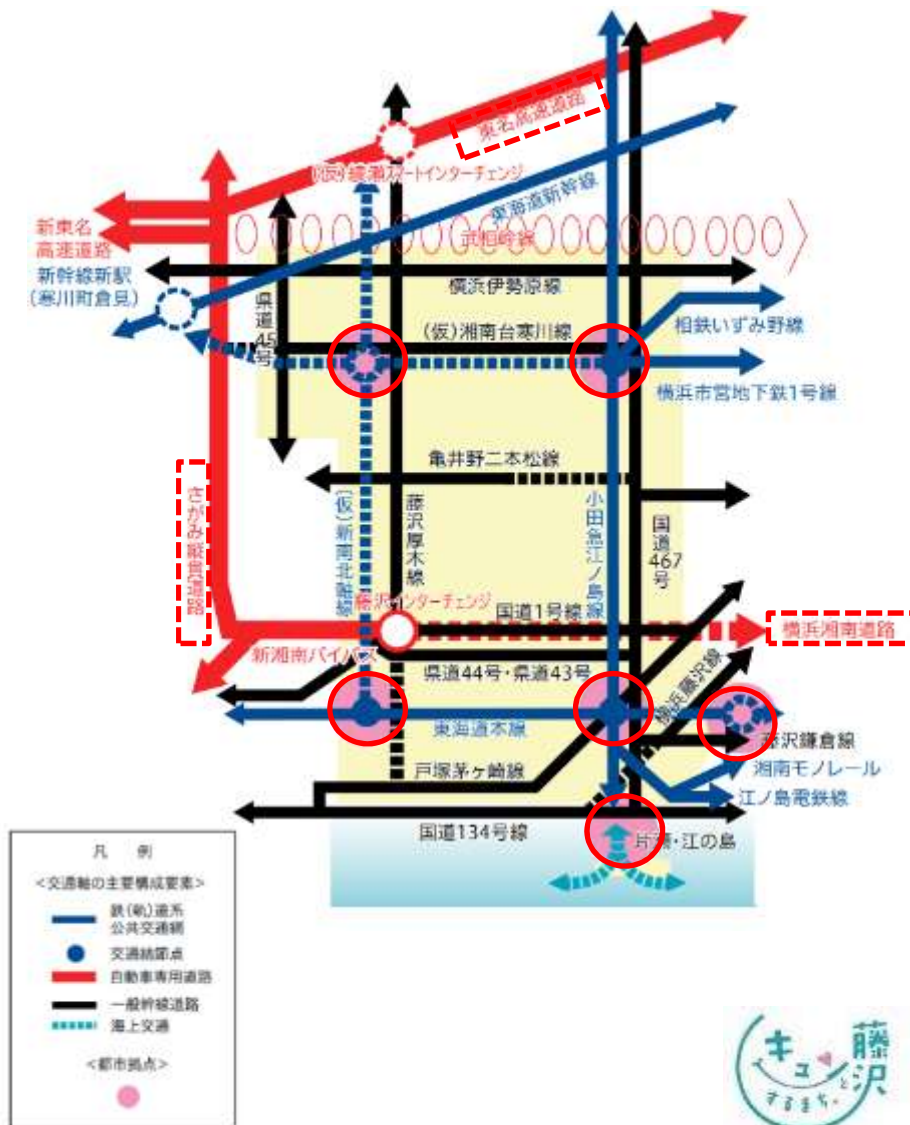 東名高速道路
(仮)綾瀬スマートインターチェンジ
東海道新幹線
新東名
高速道路
武相幹線
新幹線新駅
(寒川町倉見)
横浜伊勢原線
県道45号
(仮)湘南台寒川線
相鉄いずみ野線
横浜市営地下鉄1号線
亀井野二本松線
さがみ縦貫道路
(仮)新南北軸線
藤沢厚木線
小田急江ノ島線
国道467号
藤沢インターチェンジ
国道1号線
横浜湘南道路
新湘南バイパス
県道44号・県道43号
横浜藤沢線
東海道本線
藤沢鎌倉線
戸塚茅ヶ崎線
湘南モノレール
江ノ島電鉄線
国道134号線
片瀬・江の島
凡 例
<交通軸の主要構成要素>
鉄(軌)道系
公共交通網
交通結節点
自動車専用道路
一般幹線道路
海上交通
<都市拠点>
キュンと
するまち。
藤沢